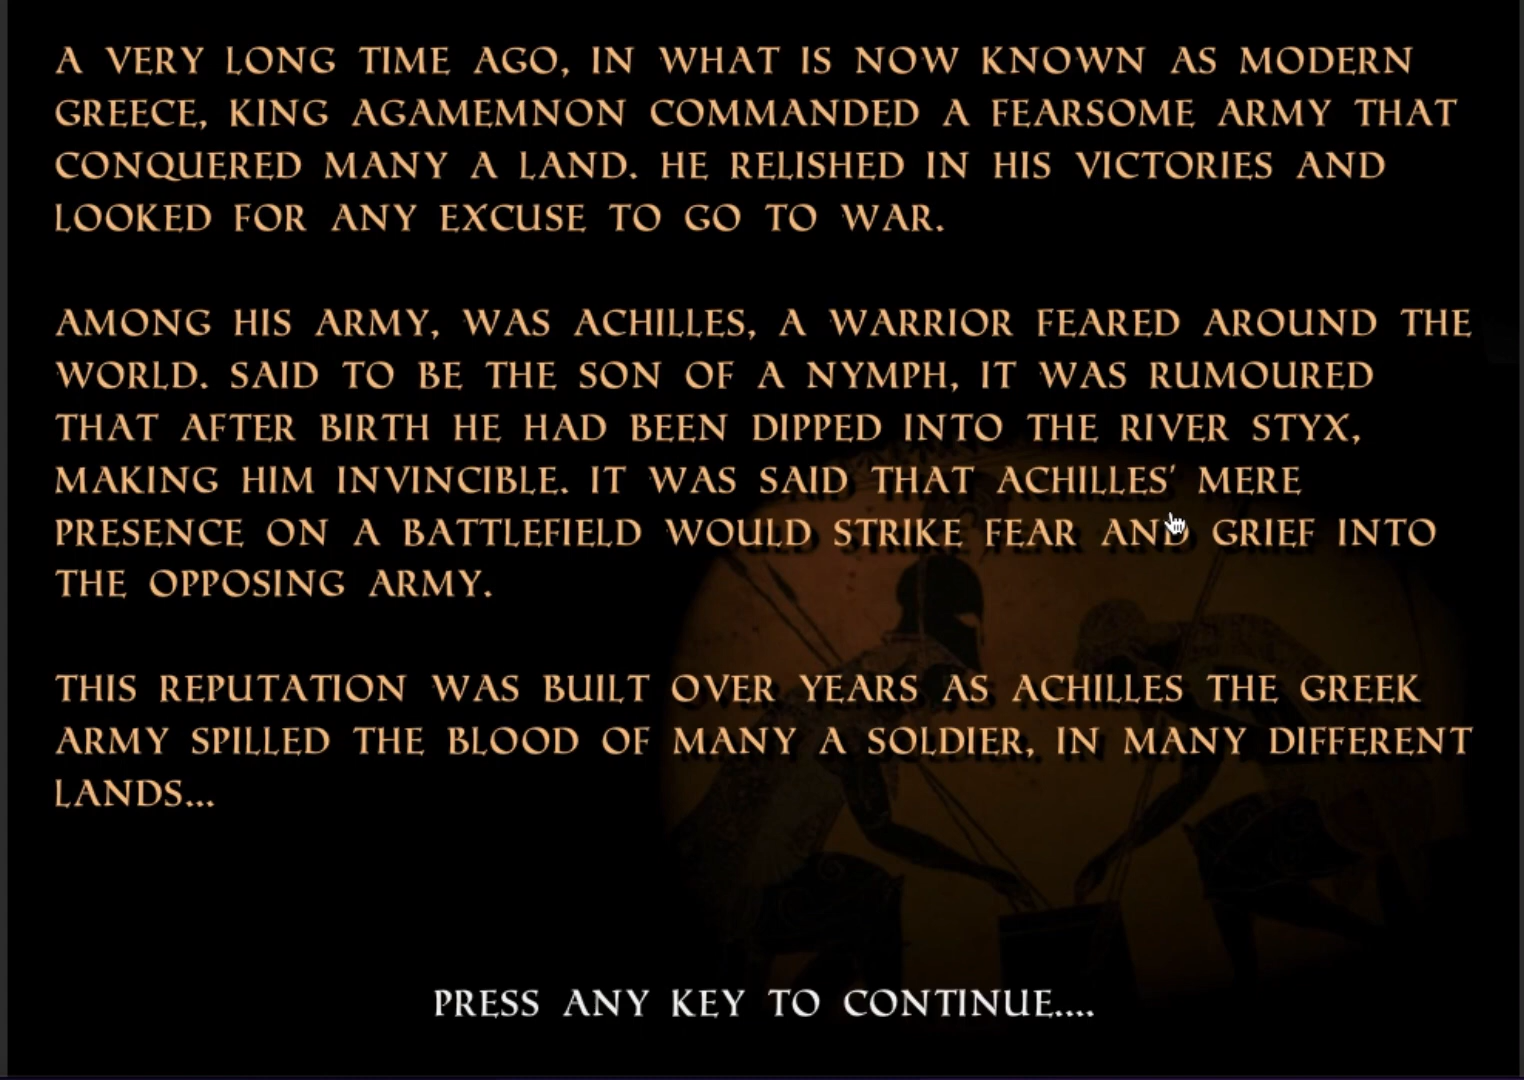 A VERY LONG TIME AGO, IN WHAT IS NOW KNOWN AS MODERN
GREECE, KING AGAMEMNON COMMANDED A FEARSOME ARMY THAT
CONQUERED MANY A LAND. HE RELISHED IN HIS VICTORIES AND
LOOKED FOR ANY EXCUSE TO GO TO WAR.
AMONG HIS ARMY, WAS ACHILLES, A WARRIOR FEARED AROUND THE
WORLD. SAID TO BE THE SON OF A NYMPH, IT WAS RUMOURED
THAT AFTER BIRTH HE HAD BEEN DIPPED INTO THE RIVER STYX,
MAKING HIM INVINCIBLE. IT WAS SAID THAT ACHILLES' MERE
PRESENCE ON A BATTLEFIELD WOULD STRIKE FEAR AND GRIEF INTO
THE OPPOSING ARMY.
THIS REPUTATION WAS BUILT OVER YEARS AS ACHILLES THE GREEK
ARMY SPILLED THE BLOOD OF MANY A SOLDIER, IN MANY DIFFERENT
LANDS...
PRESS ANY KEY TO CONTINUE....